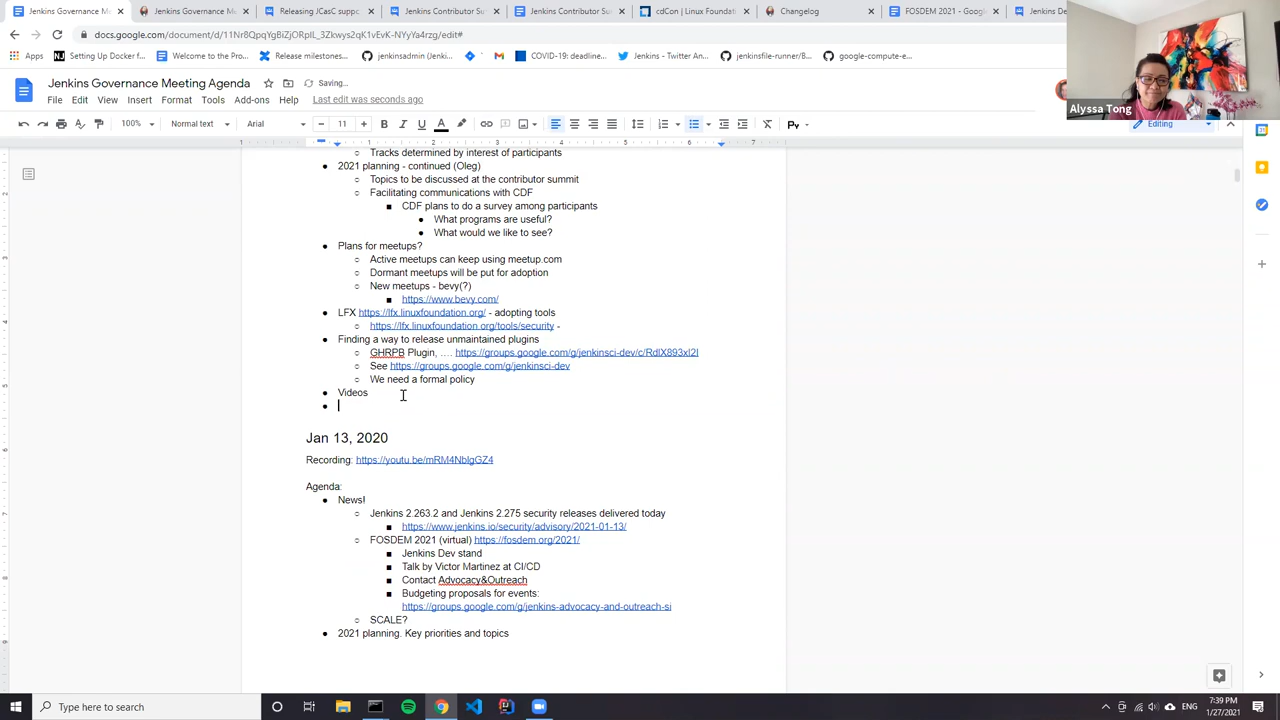 Jenkins Governance Me
Jenkins Governance Me
Releasing JCasC suppo
Jenkins Contributor Sum
Jenkins Contributor Su
cdCon | Linux Foundati
Changelog
FOSDEM 2021 - Goo
Jenkins De
docs.google.com/document/d/11Nr8QpqYgBiZjORplL_3Zkwys2qK1vEvK-NYyYa4rzg/edit#
Apps
Setting Up Docker f...
Welcome to the Pro...
Release milestones...
jenkinsadmin (Jenki...
COVID-19: deadline...
Twitter / Jenkins - Twitter An...
jenkinsfile-runner/B...
google-compute-e...
Alyssa Tong
Jenkins Governance Meeting Agenda
Saving...
File Edit View Insert Format Tools Add-ons Help Last edit was seconds ago
100% Normal text Arial 11 Editing
○ Tracks determined by interest of participants
● 2021 planning - continued (Oleg)
○ Topics to be discussed at the contributor summit
○ Facilitating communications with CDF
■ CDF plans to do a survey among participants
● What programs are useful?
● What would we like to see?
● Plans for meetups?
○ Active meetups can keep using meetup.com
○ Dormant meetups will be put for adoption
○ New meetups - bevy(?)
■ https://www.bevy.com/
● LFX https://lfx.linuxfoundation.org/ - adopting tools
○ https://lfx.linuxfoundation.org/tools/security -
● Finding a way to release unmaintained plugins
○ GHRPB Plugin, .... https://groups.google.com/g/jenkinsci-dev/c/RdlX893xI2I
○ See https://groups.google.com/g/jenkinsci-dev
○ We need a formal policy
● Videos
●
Jan 13, 2020
Recording: https://youtu.be/mRM4NbIgGZ4
Agenda:
● News!
○ Jenkins 2.263.2 and Jenkins 2.275 security releases delivered today
■ https://www.jenkins.io/security/advisory/2021-01-13/
○ FOSDEM 2021 (virtual) https://fosdem.org/2021/
■ Jenkins Dev stand
■ Talk by Victor Martinez at CI/CD
■ Contact Advocacy&Outreach
■ Budgeting proposals for events:
https://groups.google.com/g/jenkins-advocacy-and-outreach-si
○ SCALE?
● 2021 planning. Key priorities and topics
Type here to search
ENG
7:39 PM
1/27/2021